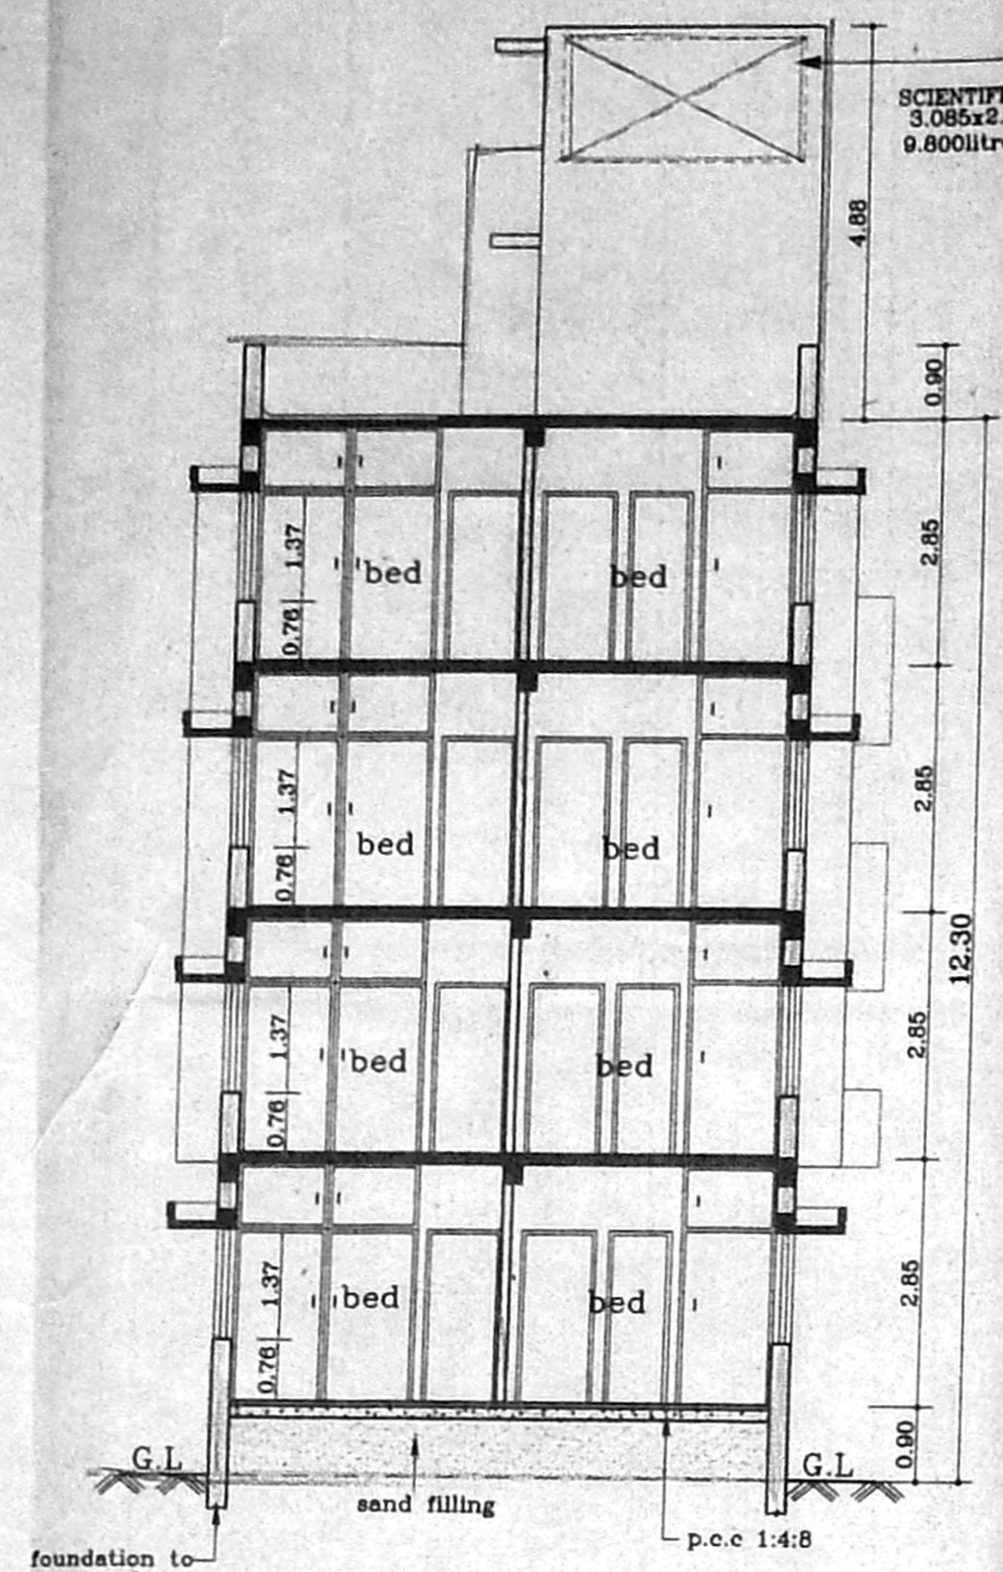 SCIENTIF
3.085x2.
9.800litr
4.88
0.90
1.37
0.76
bed
bed
2.85
1.37
0.76
bed
bed
2.85
12.30
1.37
0.76
bed
bed
2.85
1.37
0.76
bed
bed
2.85
0.90
G.L
G.L
sand filling
p.c.c 1:4:8
foundation to